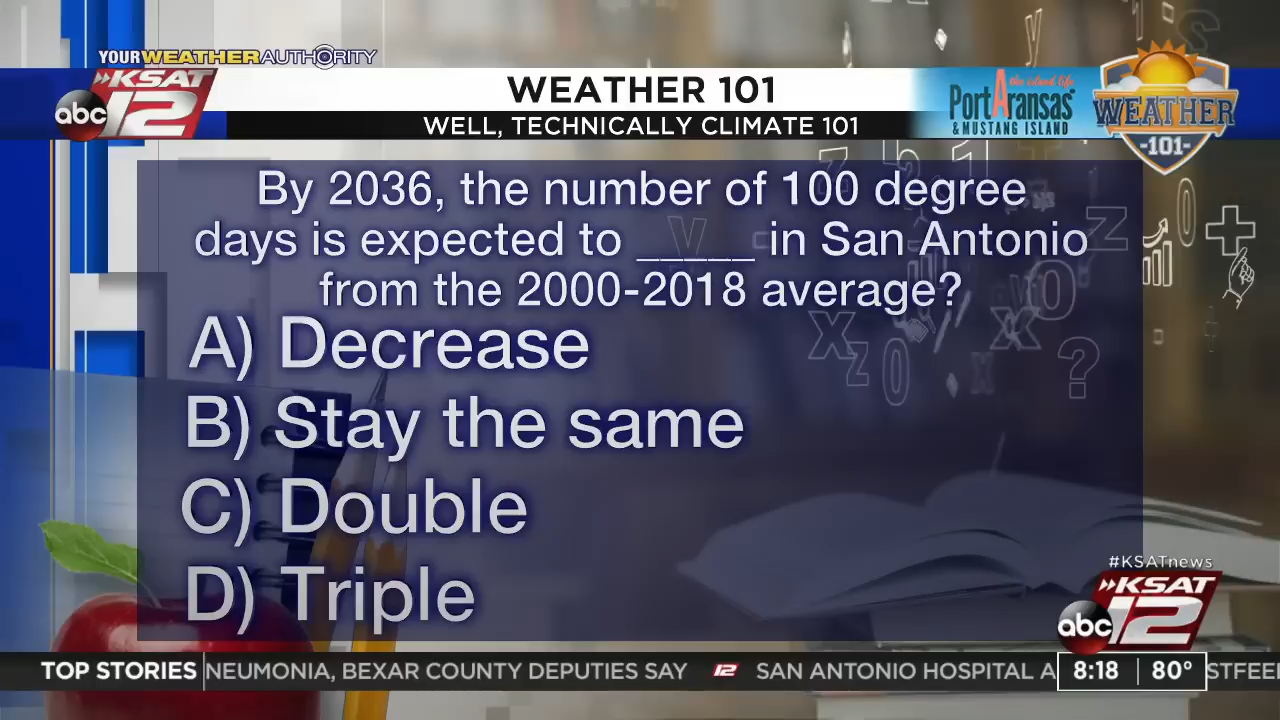 YOURWEATHERAUTHORITY
KSAT
abc 12
WEATHER 101
WELL, TECHNICALLY CLIMATE 101
the island life
Port Aransas
& MUSTANG ISLAND
WEATHER
-101-
By 2036, the number of 100 degree
days is expected to _____ in San Antonio
from the 2000-2018 average?
A) Decrease
B) Stay the same
C) Double
D) Triple
#KSATnews
KSAT
abc 12
TOP STORIES NEUMONIA, BEXAR COUNTY DEPUTIES SAY 12 SAN ANTONIO HOSPITAL A 8:18 80° STFEE